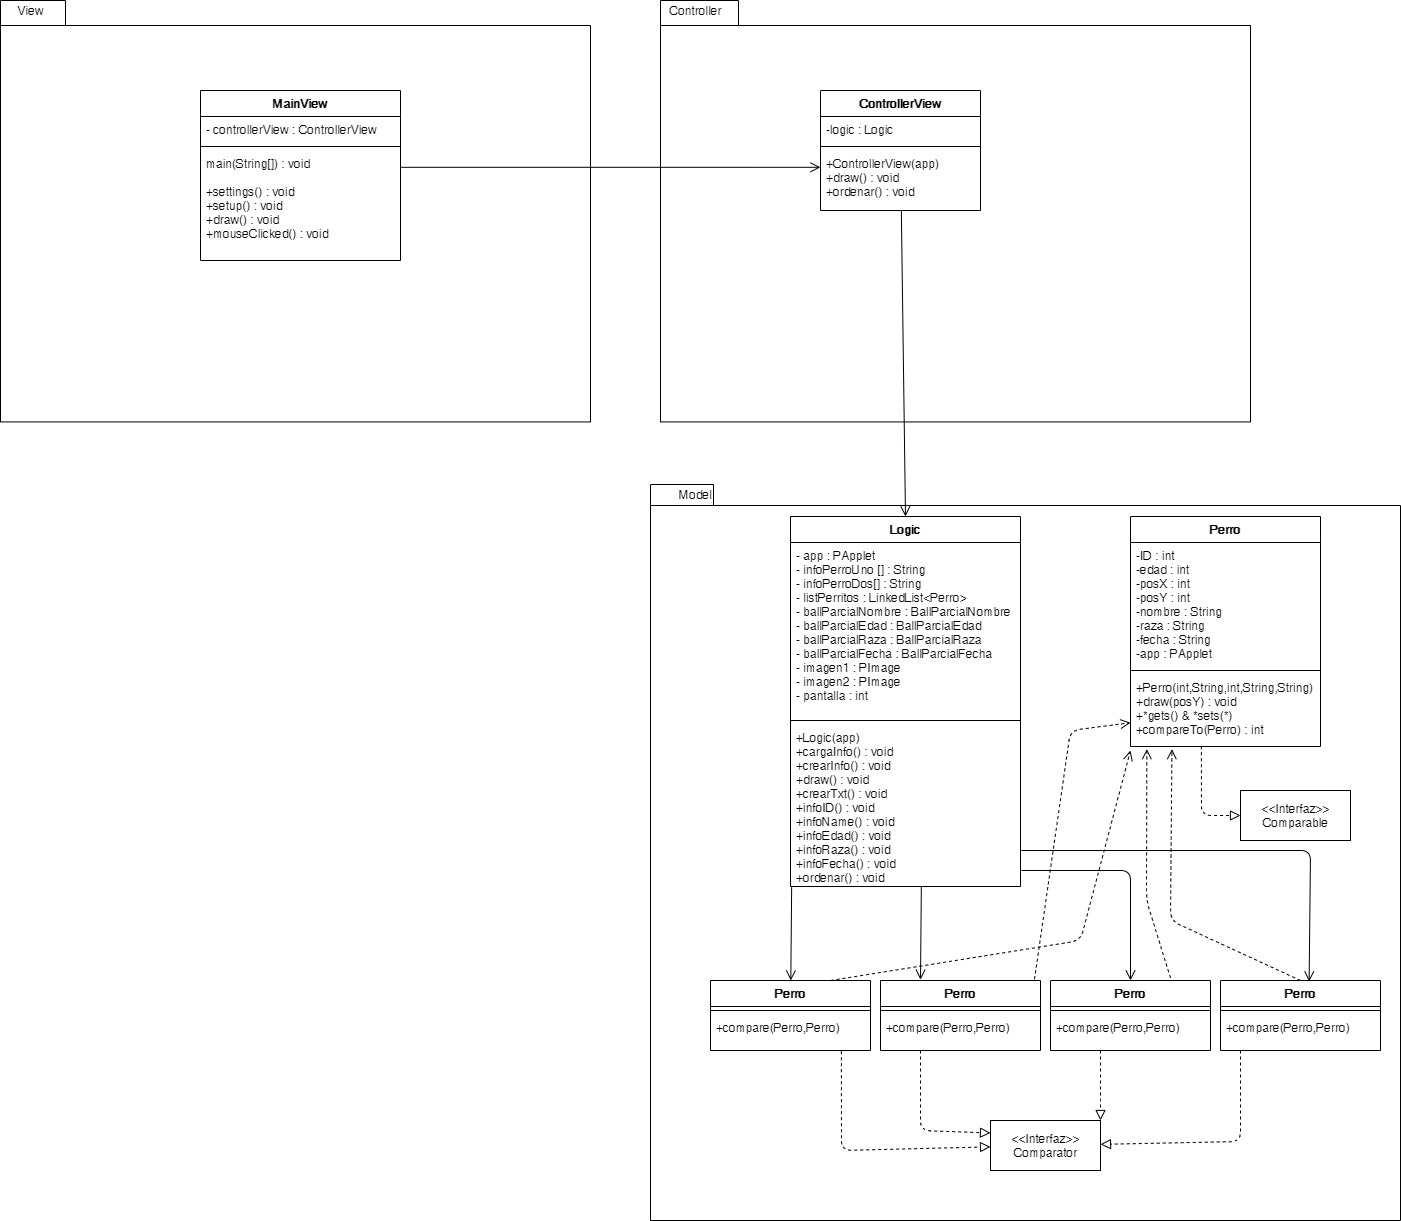 View
MainView
- controllerView : ControllerView
main(String[]) : void
+settings() : void
+setup() : void
+draw() : void
+mouseClicked() : void
Controller
ControllerView
-logic : Logic
+ControllerView(app)
+draw() : void
+ordenar() : void
Model
Logic
- app : PApplet
- infoPerroUno [] : String
- infoPerroDos[] : String
- listPerritos : LinkedList<Perro>
- ballParcialNombre : BallParcialNombre
- ballParcialEdad : BallParcialEdad
- ballParcialRaza : BallParcialRaza
- ballParcialFecha : BallParcialFecha
- imagen1 : PImage
- imagen2 : PImage
- pantalla : int
+Logic(app)
+cargaInfo() : void
+crearInfo() : void
+draw() : void
+crearTxt() : void
+infoID() : void
+infoName() : void
+infoEdad() : void
+infoRaza() : void
+infoFecha() : void
+ordenar() : void
Perro
-ID : int
-edad : int
-posX : int
-posY : int
-nombre : String
-raza : String
-fecha : String
-app : PApplet
+Perro(int,String,int,String,String)
+draw(posY) : void
+*gets() & *sets(*)
+compareTo(Perro) : int
<<Interfaz>>
Comparable
Perro
+compare(Perro,Perro)
Perro
+compare(Perro,Perro)
Perro
+compare(Perro,Perro)
Perro
+compare(Perro,Perro)
<<Interfaz>>
Comparator